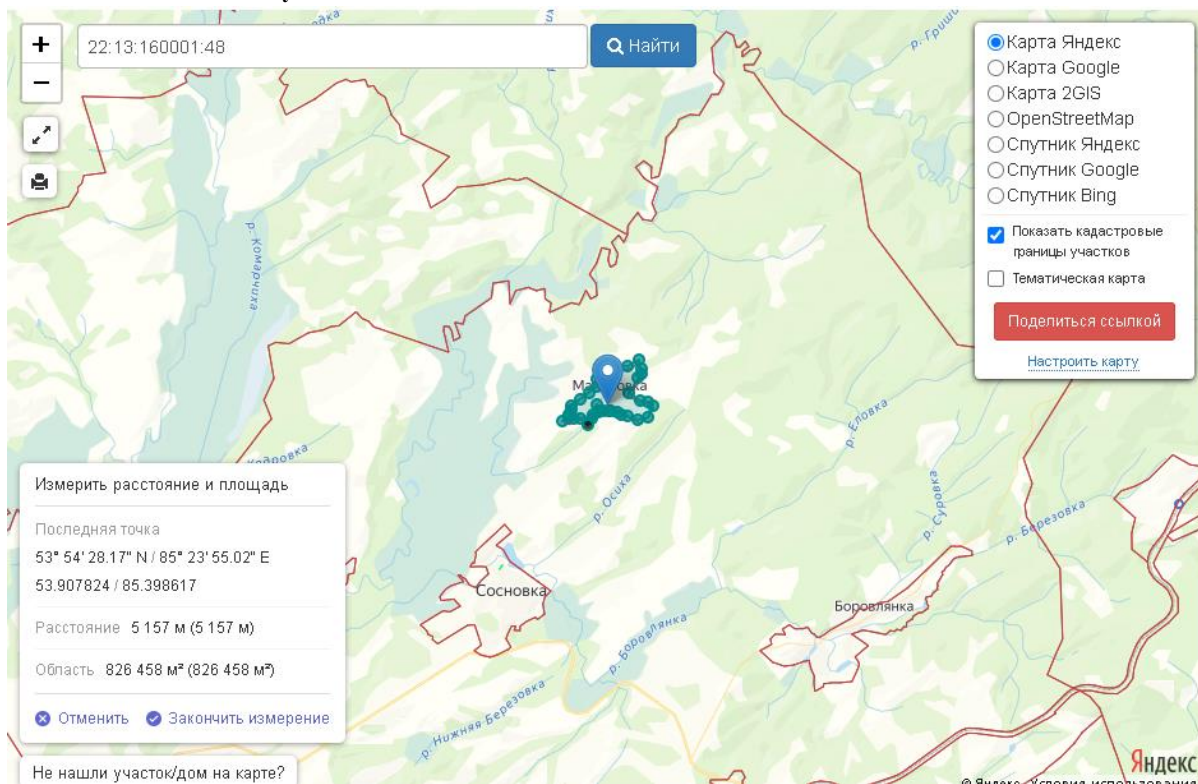 +
22:13:160001:48
Найти
−
Карта Яндекс
Карта Google
Карта 2GIS
OpenStreetMap
Спутник Яндекс
Спутник Google
Спутник Bing
Показать кадастровые
границы участков
Тематическая карта
Поделиться ссылкой
Настроить карту
р. Комариха
р. Еловка
р. Осиха
р. Суровка
р. Березовка
Сосновка
Боровлянка
р. Боровлянка
р. Нижняя Березовка
Измерить расстояние и площадь
Последняя точка
53° 54' 28.17" N / 85° 23' 55.02" E
53.907824 / 85.398617
Расстояние 5 157 м (5 157 м)
Область 826 458 м² (826 458 м²)
Отменить Закончить измерение
Не нашли участок/дом на карте?
Яндекс
© Яндекс Условия использования